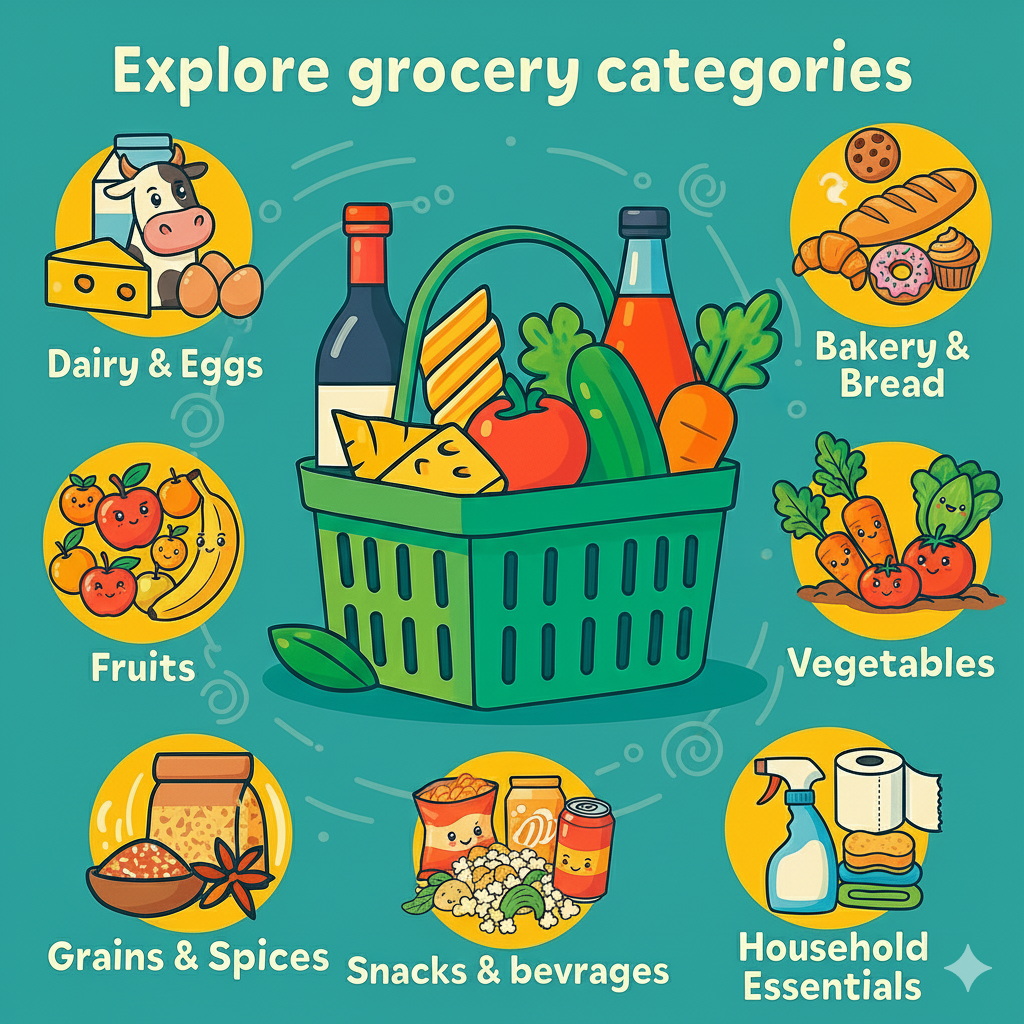 Explore grocery categories
Dairy & Eggs
Bakery &
Bread
Fruits
Vegetables
Grains & Spices
Snacks & bevrages
Household
Essentials